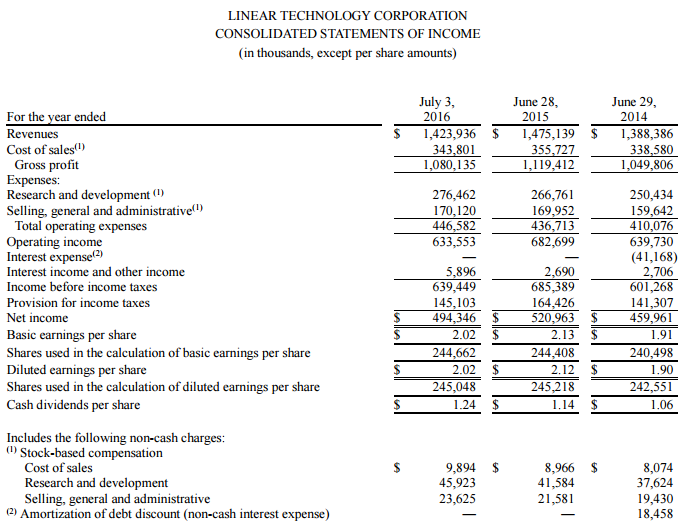 LINEAR TECHNOLOGY CORPORATION
CONSOLIDATED STATEMENTS OF INCOME
(in thousands, except per share amounts)
July 3, June 28, June 29,
For the year ended 2016 2015 2014
Revenues $ 1,423,936 $ 1,475,139 $ 1,388,386
Cost of sales(1) 343,801 355,727 338,580
Gross profit 1,080,135 1,119,412 1,049,806
Expenses:
Research and development (1) 276,462 266,761 250,434
Selling, general and administrative(1) 170,120 169,952 159,642
Total operating expenses 446,582 436,713 410,076
Operating income 633,553 682,699 639,730
Interest expense(2) — — (41,168)
Interest income and other income 5,896 2,690 2,706
Income before income taxes 639,449 685,389 601,268
Provision for income taxes 145,103 164,426 141,307
Net income $ 494,346 $ 520,963 $ 459,961
Basic earnings per share $ 2.02 $ 2.13 $ 1.91
Shares used in the calculation of basic earnings per share 244,662 244,408 240,498
Diluted earnings per share $ 2.02 $ 2.12 $ 1.90
Shares used in the calculation of diluted earnings per share 245,048 245,218 242,551
Cash dividends per share $ 1.24 $ 1.14 $ 1.06
Includes the following non-cash charges:
(1) Stock-based compensation
Cost of sales $ 9,894 $ 8,966 $ 8,074
Research and development 45,923 41,584 37,624
Selling, general and administrative 23,625 21,581 19,430
(2) Amortization of debt discount (non-cash interest expense) — — 18,458